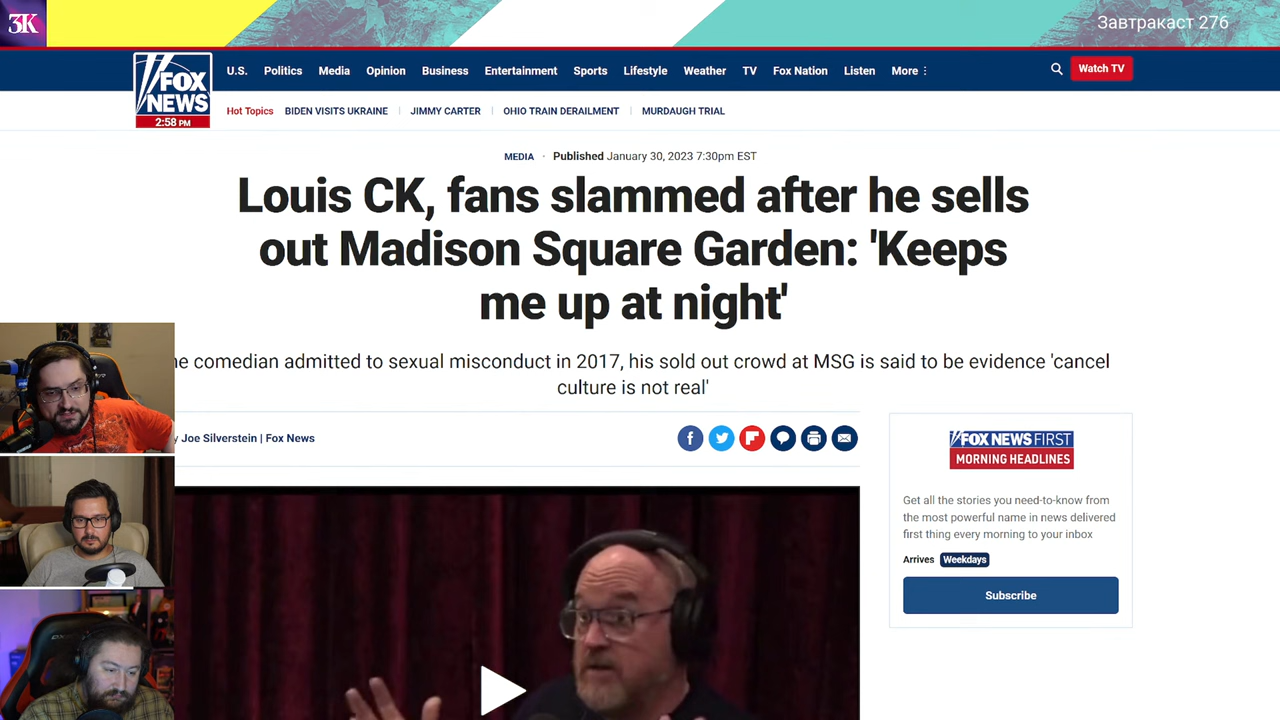 3K
Завтракаст 276
FOX
NEWS
2:58 PM
U.S. Politics Media Opinion Business Entertainment Sports Lifestyle Weather TV Fox Nation Listen More
Watch TV
Hot Topics BIDEN VISITS UKRAINE JIMMY CARTER OHIO TRAIN DERAILMENT MURDAUGH TRIAL
MEDIA · Published January 30, 2023 7:30pm EST
Louis CK, fans slammed after he sells
out Madison Square Garden: 'Keeps
me up at night'
he comedian admitted to sexual misconduct in 2017, his sold out crowd at MSG is said to be evidence 'cancel
culture is not real'
y Joe Silverstein | Fox News
FOX NEWS FIRST
MORNING HEADLINES
Get all the stories you need-to-know from
the most powerful name in news delivered
first thing every morning to your inbox
Arrives Weekdays
Subscribe